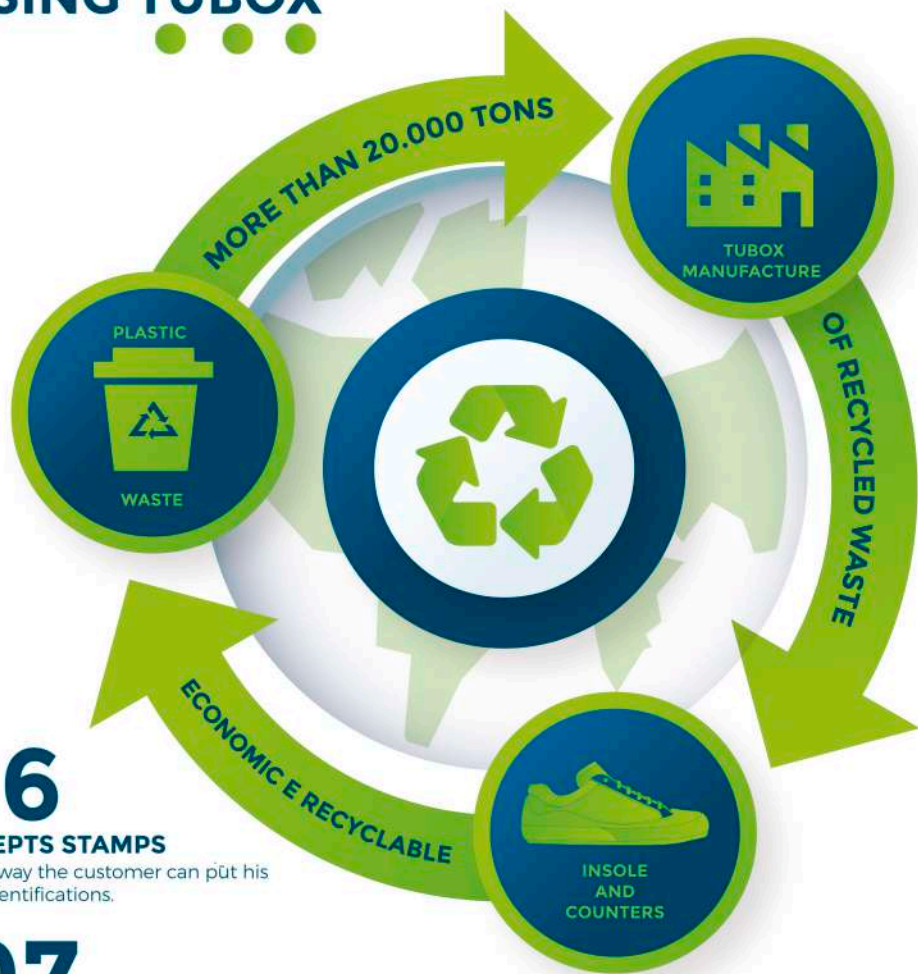 SING TUBOX
MORE THAN 20.000 TONS
TUBOX
MANUFACTURE
OF RECYCLED WASTE
PLASTIC
WASTE
INSOLE
AND
COUNTERS
ECONOMIC E RECYCLABLE
6
EPTS STAMPS
way the customer can put his
entifications.
07